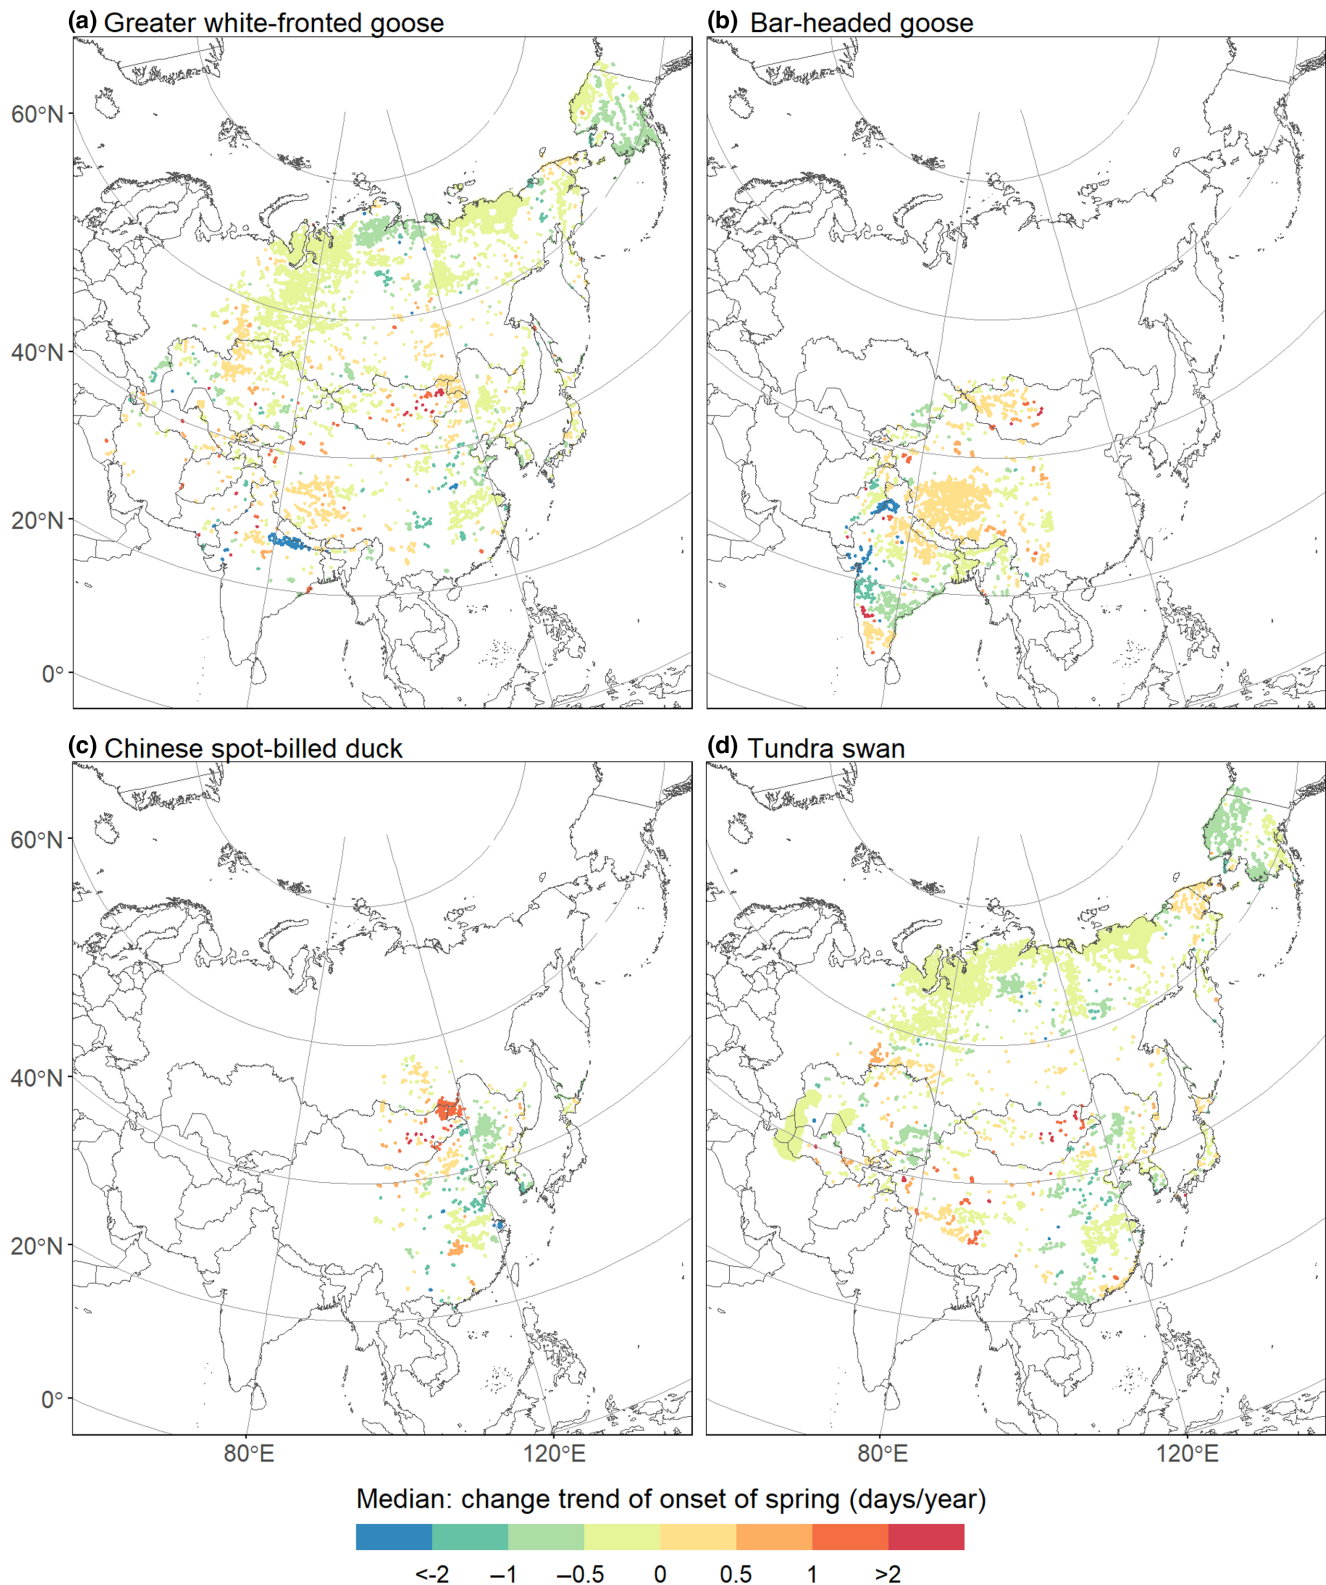 (a) Greater white-fronted goose
(b) Bar-headed goose
60°N
40°N
20°N
0°
(c) Chinese spot-billed duck
(d) Tundra swan
60°N
40°N
20°N
0°
80°E
120°E
80°E
120°E
Median: change trend of onset of spring (days/year)
<-2
–1
–0.5
0
0.5
1
>2